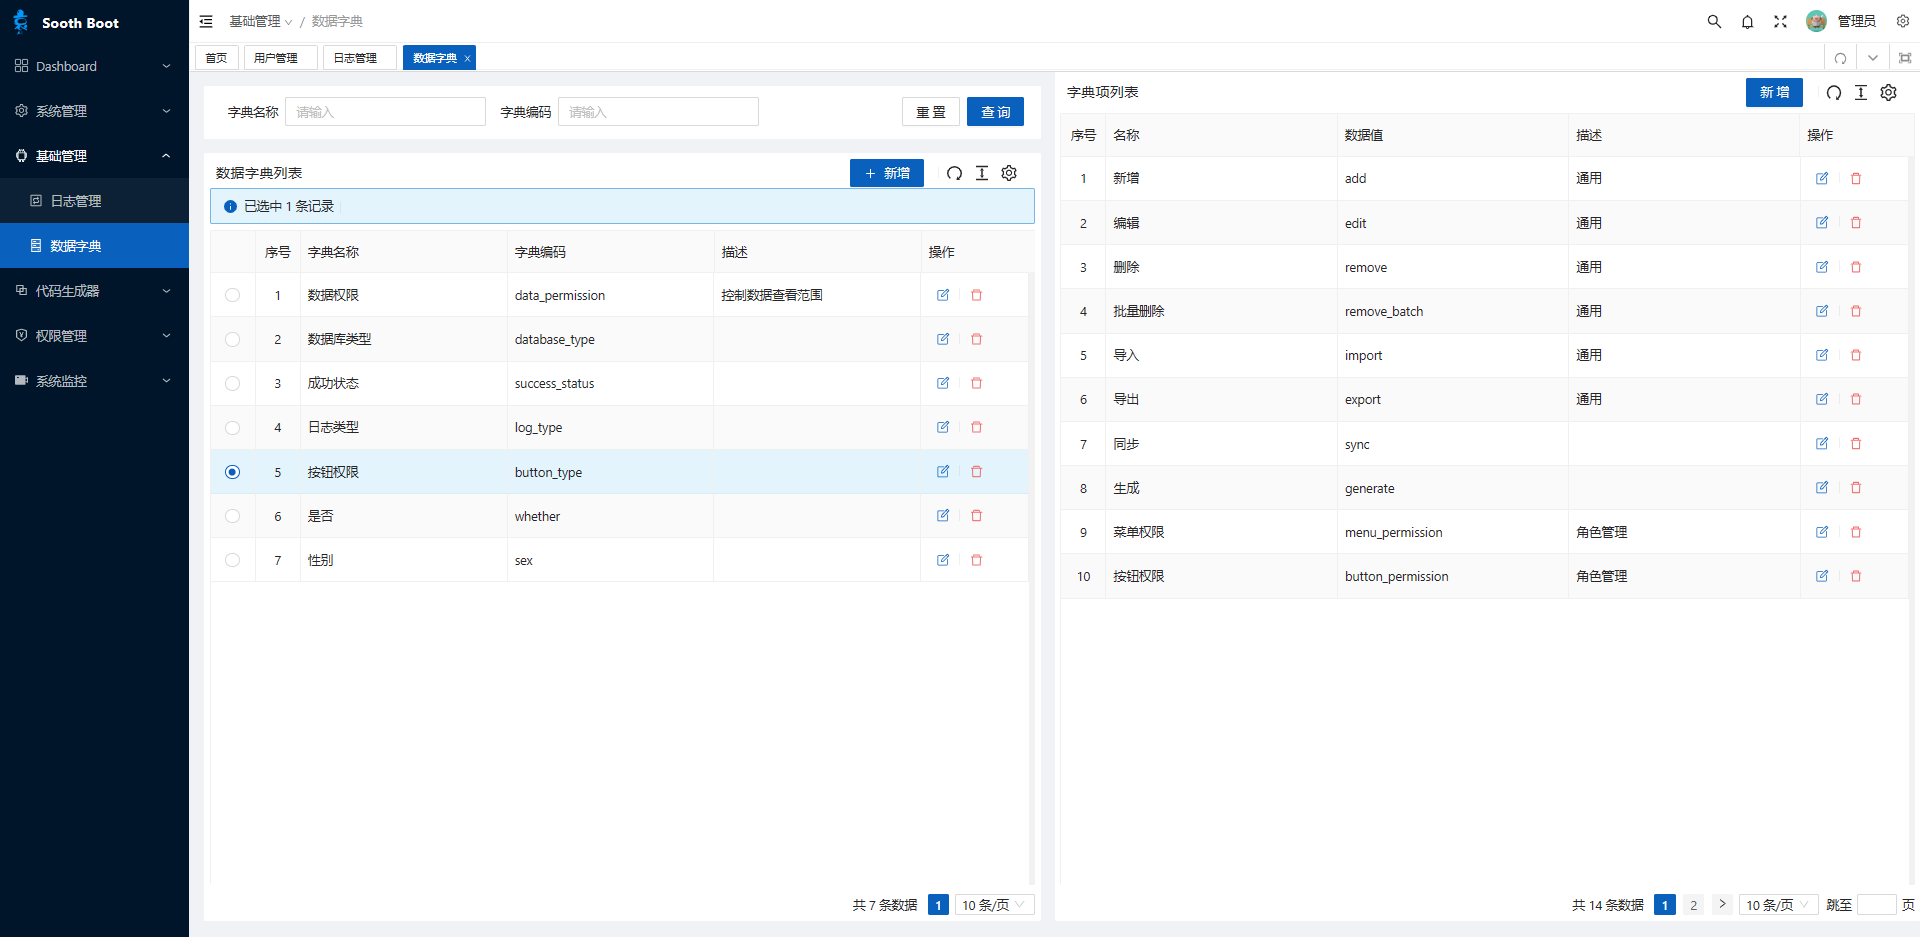 Sooth Boot
Dashboard
系统管理
基础管理
日志管理
数据字典
代码生成器
权限管理
系统监控
基础管理 / 数据字典
管理员
首页 用户管理 日志管理 数据字典 ×
字典名称 请输入 字典编码 请输入 重置 查询
数据字典列表 + 新增
已选中 1 条记录
序号 字典名称 字典编码 描述 操作
1 数据权限 data_permission 控制数据查看范围
2 数据库类型 database_type
3 成功状态 success_status
4 日志类型 log_type
5 按钮权限 button_type
6 是否 whether
7 性别 sex
共 7 条数据 1 10 条/页
字典项列表 新增
序号 名称 数据值 描述 操作
1 新增 add 通用
2 编辑 edit 通用
3 删除 remove 通用
4 批量删除 remove_batch 通用
5 导入 import 通用
6 导出 export 通用
7 同步 sync
8 生成 generate
9 菜单权限 menu_permission 角色管理
10 按钮权限 button_permission 角色管理
共 14 条数据 1 2 > 10 条/页 跳至 页